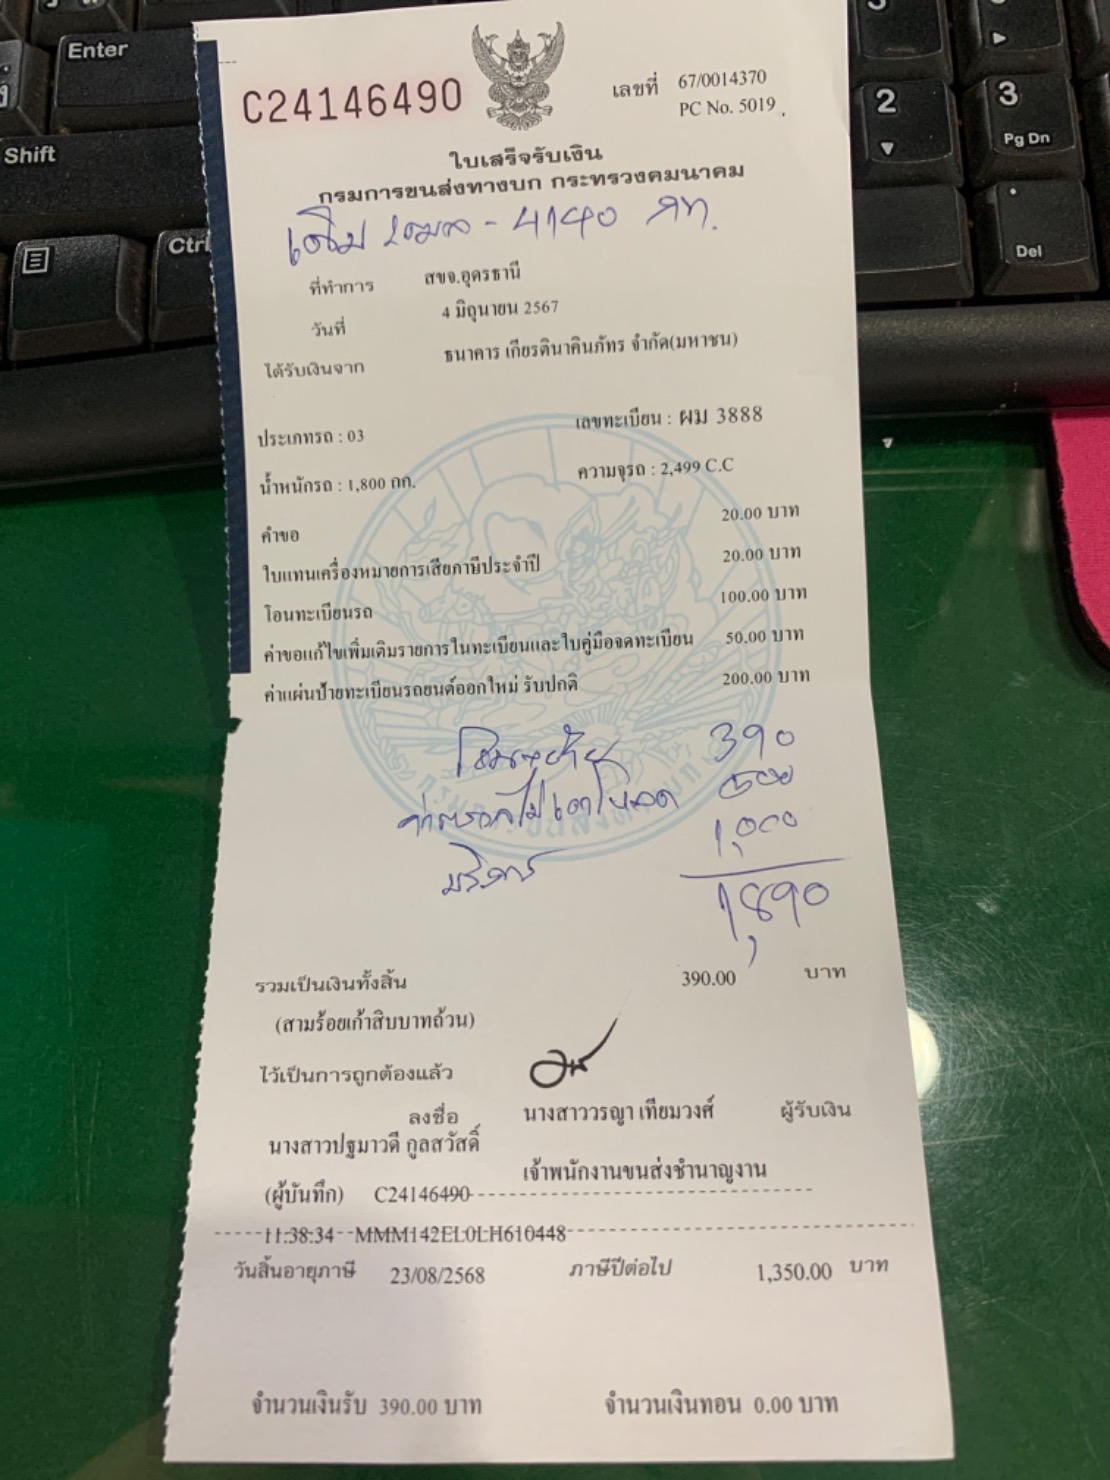 Enter
Shift
Ctrl
2
3
Pg Dn
.
Del
C24146490
เลขที่ 67/0014370
PC No. 5019
ใบเสร็จรับเงิน
กรมการขนส่งทางบก กระทรวงคมนาคม
เดิม - 4140 กท.
ที่ทำการ สขจ.อุดรธานี
วันที่ 4 มิถุนายน 2567
ได้รับเงินจาก ธนาคาร เกียรตินาคินภัทร จำกัด(มหาชน)
ประเภทรถ : 03 เลขทะเบียน : ผม 3888
น้ำหนักรถ : 1,800 กก. ความจุรถ : 2,499 C.C
คำขอ 20.00 บาท
ใบแทนเครื่องหมายการเสียภาษีประจำปี 20.00 บาท
โอนทะเบียนรถ 100.00 บาท
ค่าขอแก้ไขเพิ่มเติมรายการในทะเบียนและใบคู่มือจดทะเบียน 50.00 บาท
ค่าแผ่นป้ายทะเบียนรถยนต์ออกใหม่ รับปกติ 200.00 บาท
390
500
บริการ 1,000
1,890
รวมเป็นเงินทั้งสิ้น 390.00 บาท
(สามร้อยเก้าสิบบาทถ้วน)
ไว้เป็นการถูกต้องแล้ว
ลงชื่อ นางสาววรญา เทียมวงศ์ ผู้รับเงิน
นางสาวปฐมาวดี กูลสวัสดิ์
เจ้าพนักงานขนส่งชำนาญงาน
(ผู้บันทึก) C24146490
11:38:34 MMM142EL0LH610448
วันสิ้นอายุภาษี 23/08/2568 ภาษีปีต่อไป 1,350.00 บาท
จำนวนเงินรับ 390.00 บาท จำนวนเงินทอน 0.00 บาท